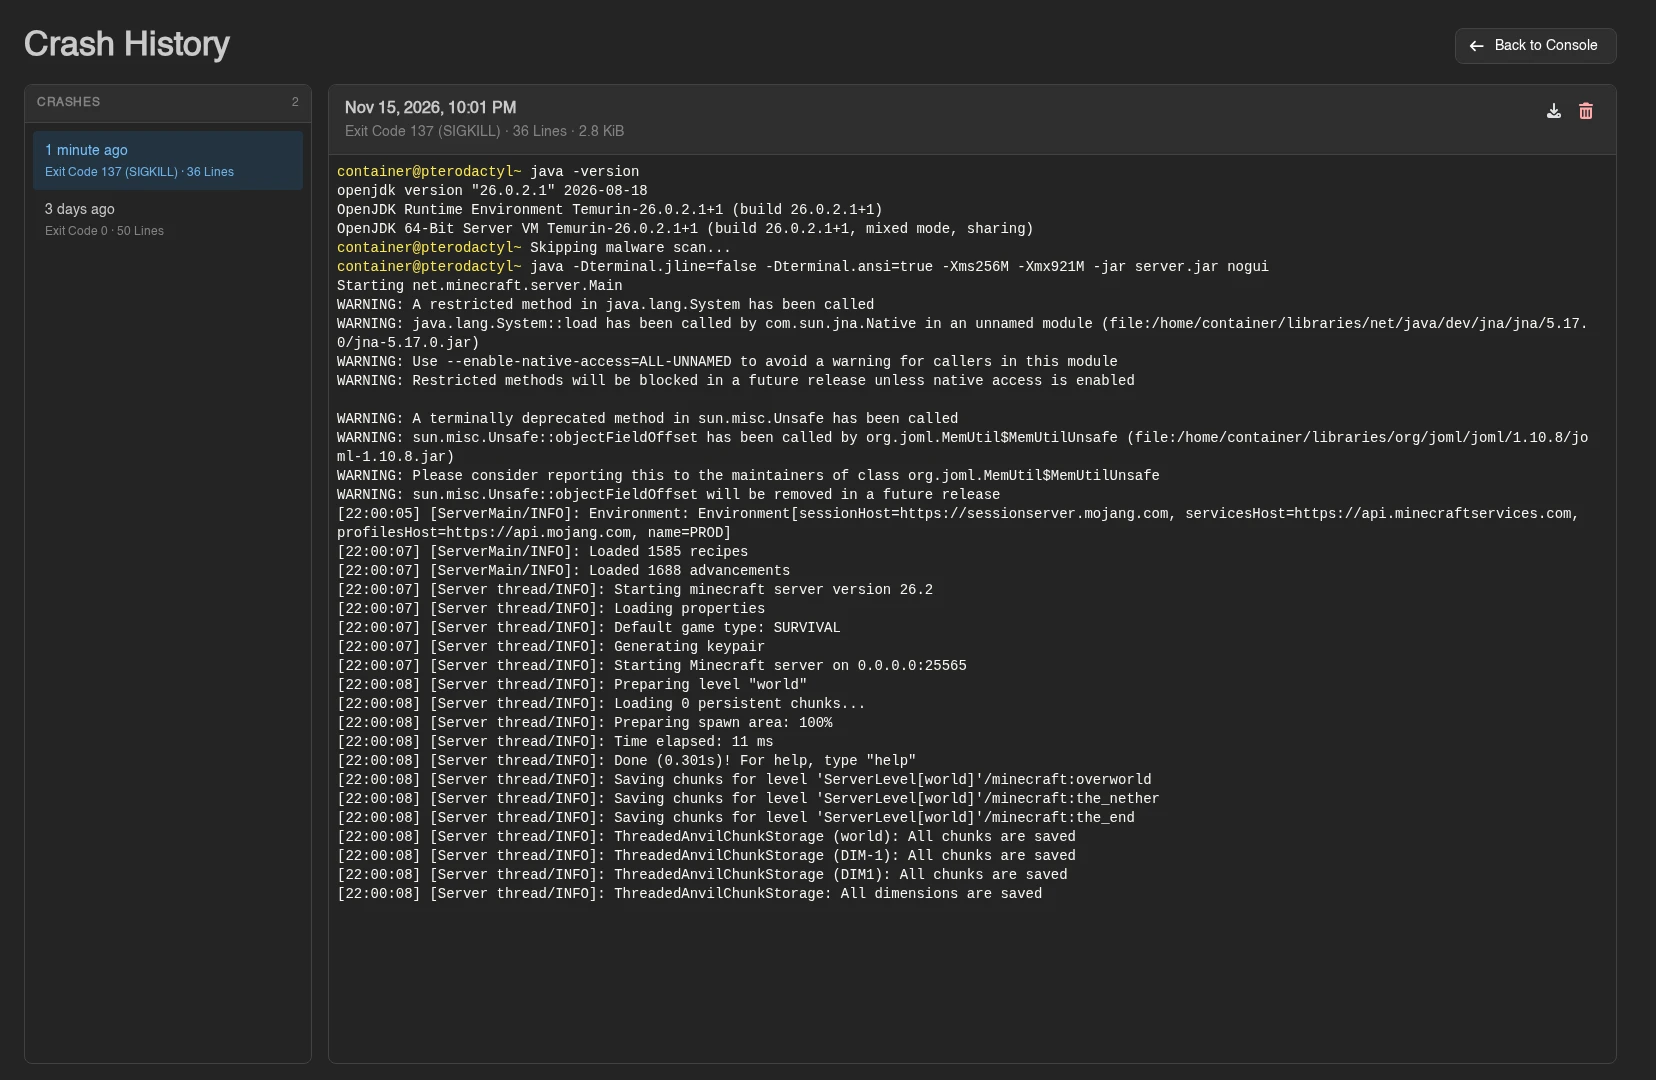 Crash History
Back to Console
CRASHES
2
1 minute ago
Exit Code 137 (SIGKILL) · 36 Lines
3 days ago
Exit Code 0 · 50 Lines
Nov 15, 2026, 10:01 PM
Exit Code 137 (SIGKILL) · 36 Lines · 2.8 KiB
container@pterodactyl~ java -version
openjdk version "26.0.2.1" 2026-08-18
OpenJDK Runtime Environment Temurin-26.0.2.1+1 (build 26.0.2.1+1)
OpenJDK 64-Bit Server VM Temurin-26.0.2.1+1 (build 26.0.2.1+1, mixed mode, sharing)
container@pterodactyl~ Skipping malware scan...
container@pterodactyl~ java -Dterminal.jline=false -Dterminal.ansi=true -Xms256M -Xmx921M -jar server.jar nogui
Starting net.minecraft.server.Main
WARNING: A restricted method in java.lang.System has been called
WARNING: java.lang.System::load has been called by com.sun.jna.Native in an unnamed module (file:/home/container/libraries/net/java/dev/jna/jna/5.17.
0/jna-5.17.0.jar)
WARNING: Use --enable-native-access=ALL-UNNAMED to avoid a warning for callers in this module
WARNING: Restricted methods will be blocked in a future release unless native access is enabled
WARNING: A terminally deprecated method in sun.misc.Unsafe has been called
WARNING: sun.misc.Unsafe::objectFieldOffset has been called by org.joml.MemUtil$MemUtilUnsafe (file:/home/container/libraries/org/joml/joml/1.10.8/jo
ml-1.10.8.jar)
WARNING: Please consider reporting this to the maintainers of class org.joml.MemUtil$MemUtilUnsafe
WARNING: sun.misc.Unsafe::objectFieldOffset will be removed in a future release
[22:00:05] [ServerMain/INFO]: Environment: Environment[sessionHost=https://sessionserver.mojang.com, servicesHost=https://api.minecraftservices.com,
profilesHost=https://api.mojang.com, name=PROD]
[22:00:07] [ServerMain/INFO]: Loaded 1585 recipes
[22:00:07] [ServerMain/INFO]: Loaded 1688 advancements
[22:00:07] [Server thread/INFO]: Starting minecraft server version 26.2
[22:00:07] [Server thread/INFO]: Loading properties
[22:00:07] [Server thread/INFO]: Default game type: SURVIVAL
[22:00:07] [Server thread/INFO]: Generating keypair
[22:00:07] [Server thread/INFO]: Starting Minecraft server on 0.0.0.0:25565
[22:00:08] [Server thread/INFO]: Preparing level "world"
[22:00:08] [Server thread/INFO]: Loading 0 persistent chunks...
[22:00:08] [Server thread/INFO]: Preparing spawn area: 100%
[22:00:08] [Server thread/INFO]: Time elapsed: 11 ms
[22:00:08] [Server thread/INFO]: Done (0.301s)! For help, type "help"
[22:00:08] [Server thread/INFO]: Saving chunks for level 'ServerLevel[world]'/minecraft:overworld
[22:00:08] [Server thread/INFO]: Saving chunks for level 'ServerLevel[world]'/minecraft:the_nether
[22:00:08] [Server thread/INFO]: Saving chunks for level 'ServerLevel[world]'/minecraft:the_end
[22:00:08] [Server thread/INFO]: ThreadedAnvilChunkStorage (world): All chunks are saved
[22:00:08] [Server thread/INFO]: ThreadedAnvilChunkStorage (DIM-1): All chunks are saved
[22:00:08] [Server thread/INFO]: ThreadedAnvilChunkStorage (DIM1): All chunks are saved
[22:00:08] [Server thread/INFO]: ThreadedAnvilChunkStorage: All dimensions are saved